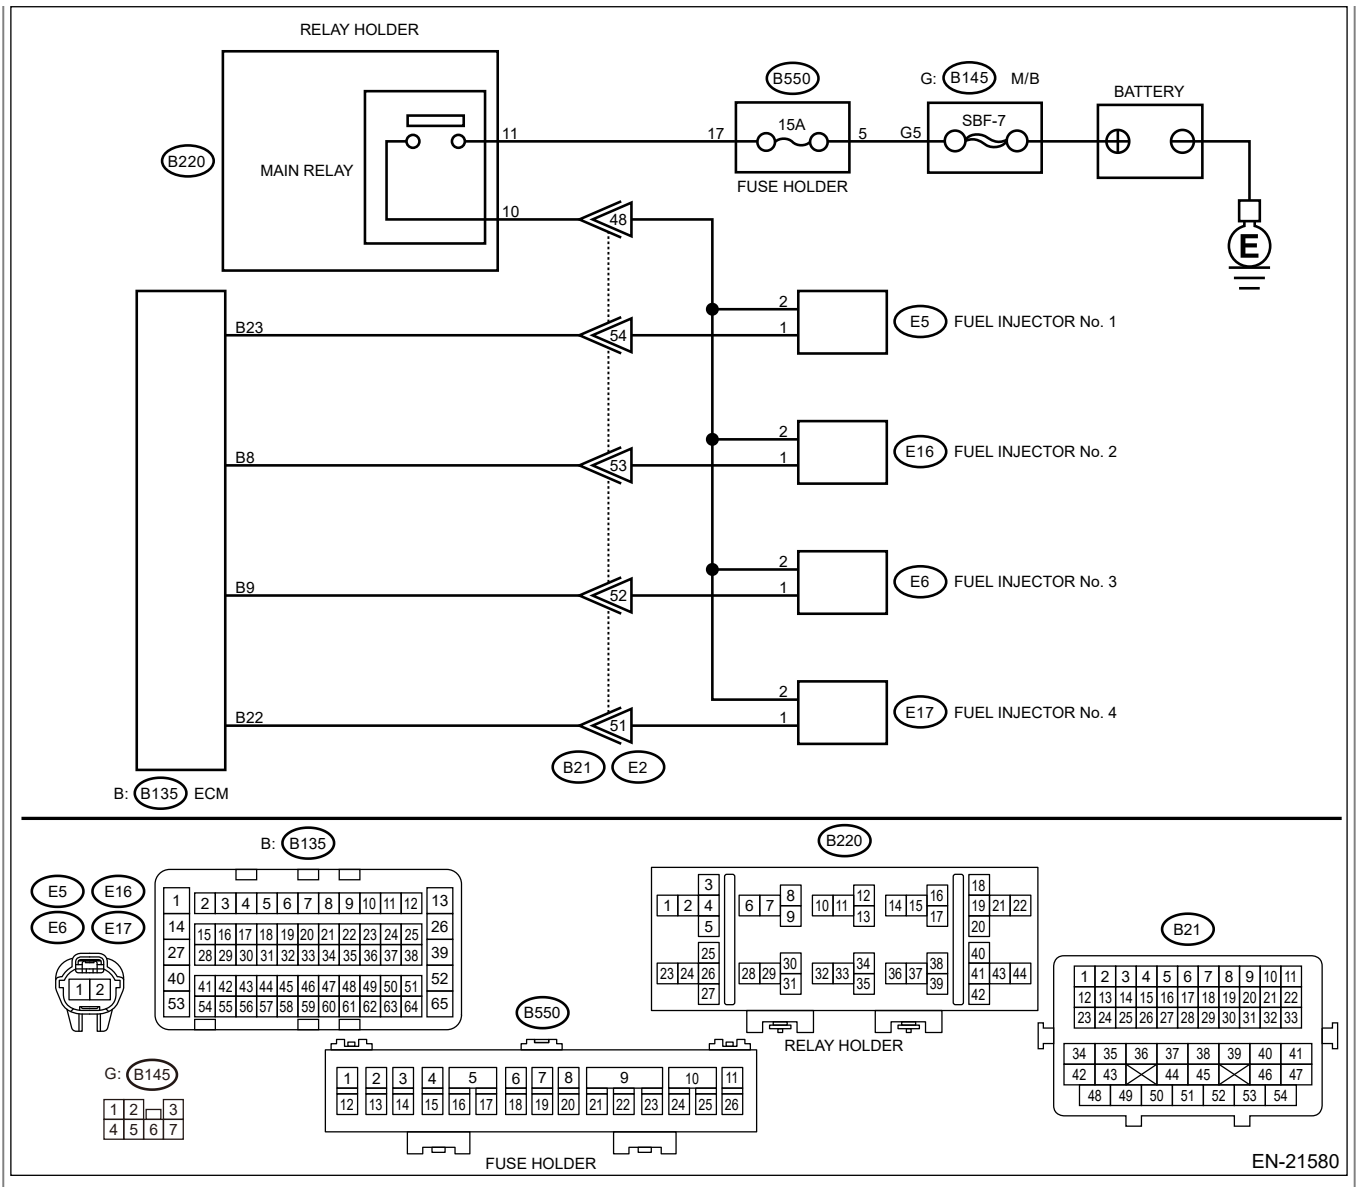 RELAY HOLDER
B220
MAIN RELAY
11
10
17
B550
15A
FUSE HOLDER
5
G5
G: B145 M/B
SBF-7
BATTERY
E
48
B23
54
2
1
E5 FUEL INJECTOR No. 1
B8
53
2
1
E16 FUEL INJECTOR No. 2
B9
52
2
1
E6 FUEL INJECTOR No. 3
B22
51
2
1
E17 FUEL INJECTOR No. 4
B21 E2
B: B135 ECM
E5 E16
E6 E17
1 2
B: B135
1 2 3 4 5 6 7 8 9 10 11 12 13
14 15 16 17 18 19 20 21 22 23 24 25 26
27 28 29 30 31 32 33 34 35 36 37 38 39
40 41 42 43 44 45 46 47 48 49 50 51 52
53 54 55 56 57 58 59 60 61 62 63 64 65
G: B145
1 2 3
4 5 6 7
B550
1 2 3 4 5 6 7 8 9 10 11
12 13 14 15 16 17 18 19 20 21 22 23 24 25 26
FUSE HOLDER
B220
3 8 12 16 18
1 2 4 6 7 10 11 14 15 19 21 22
5 9 13 17 20
25 30 34 38 40
23 24 26 28 29 32 33 36 37 41 43 44
27 31 35 39 42
RELAY HOLDER
B21
1 2 3 4 5 6 7 8 9 10 11
12 13 14 15 16 17 18 19 20 21 22
23 24 25 26 27 28 29 30 31 32 33
34 35 36 37 38 39 40 41
42 43 44 45 46 47
48 49 50 51 52 53 54
EN-21580